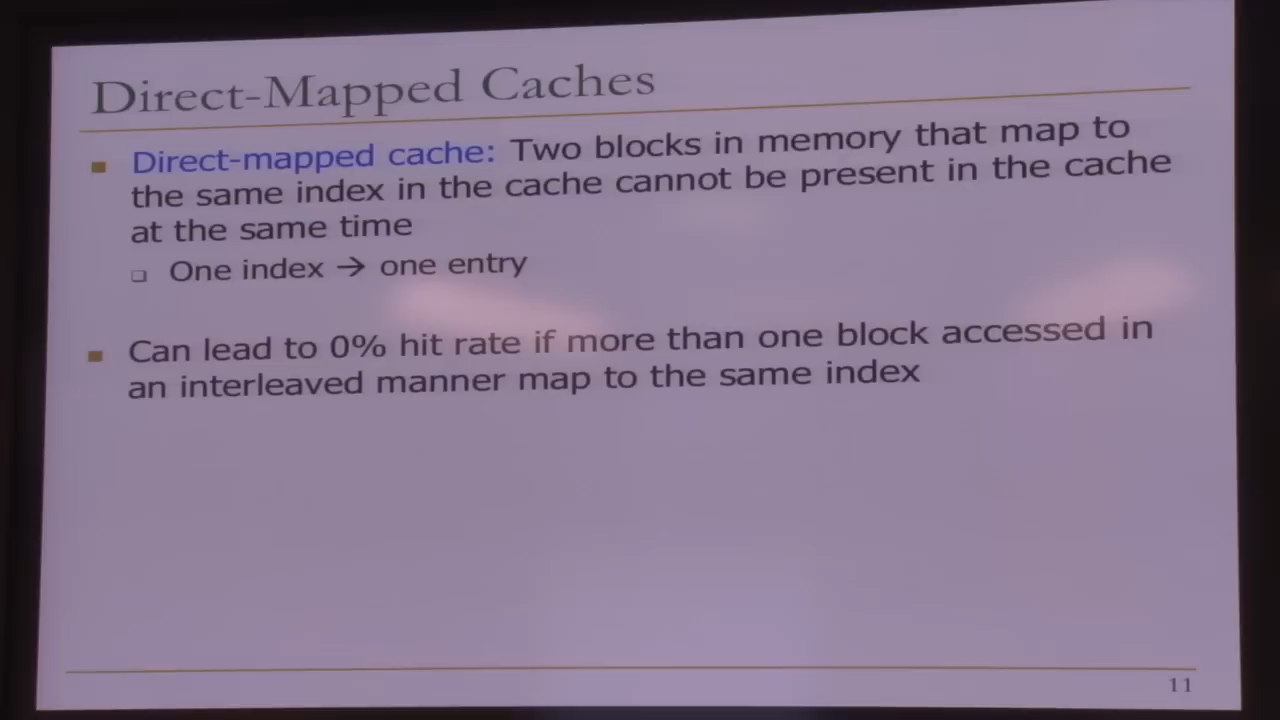 Direct-Mapped Caches
Direct-mapped cache: Two blocks in memory that map to
the same index in the cache cannot be present in the cache
at the same time
One index → one entry
Can lead to 0% hit rate if more than one block accessed in
an interleaved manner map to the same index
11